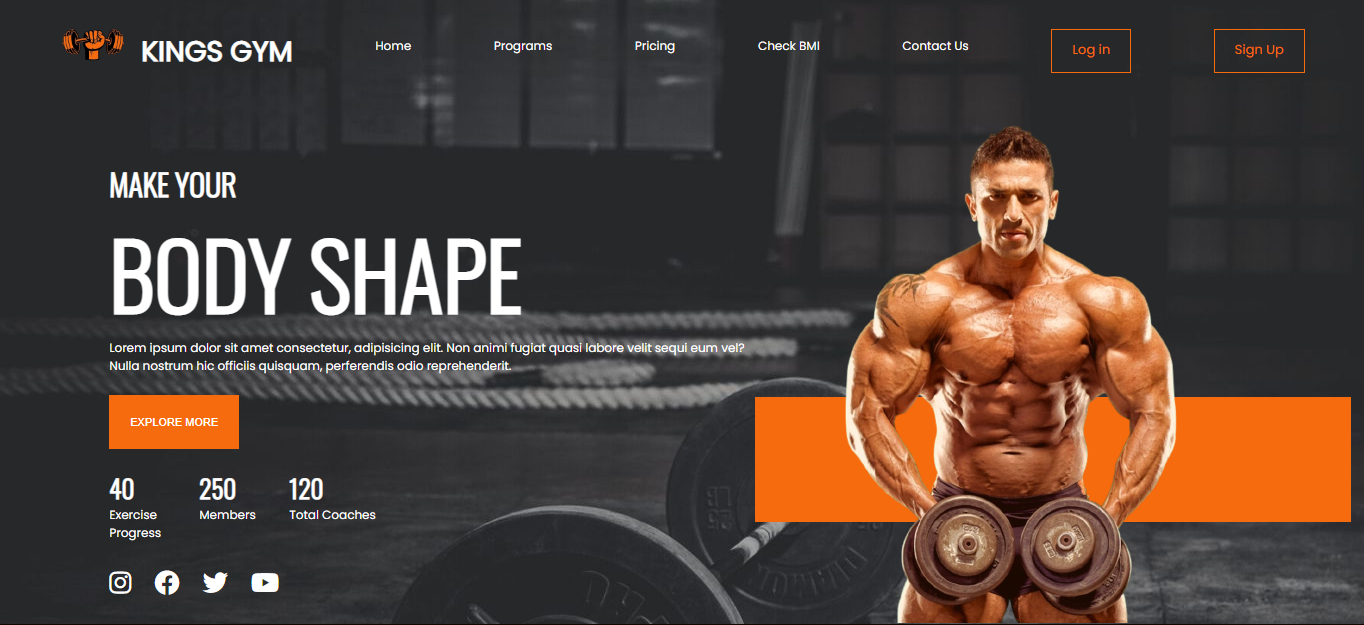 KINGS GYM
Home
Programs
Pricing
Check BMI
Contact Us
Log in
Sign Up
MAKE YOUR
BODY SHAPE
Lorem ipsum dolor sit amet consectetur, adipisicing elit. Non animi fugiat quasi labore velit sequi eum vel?
Nulla nostrum hic officiis quisquam, perferendis odio reprehenderit.
EXPLORE MORE
40
Exercise
Progress
250
Members
120
Total Coaches